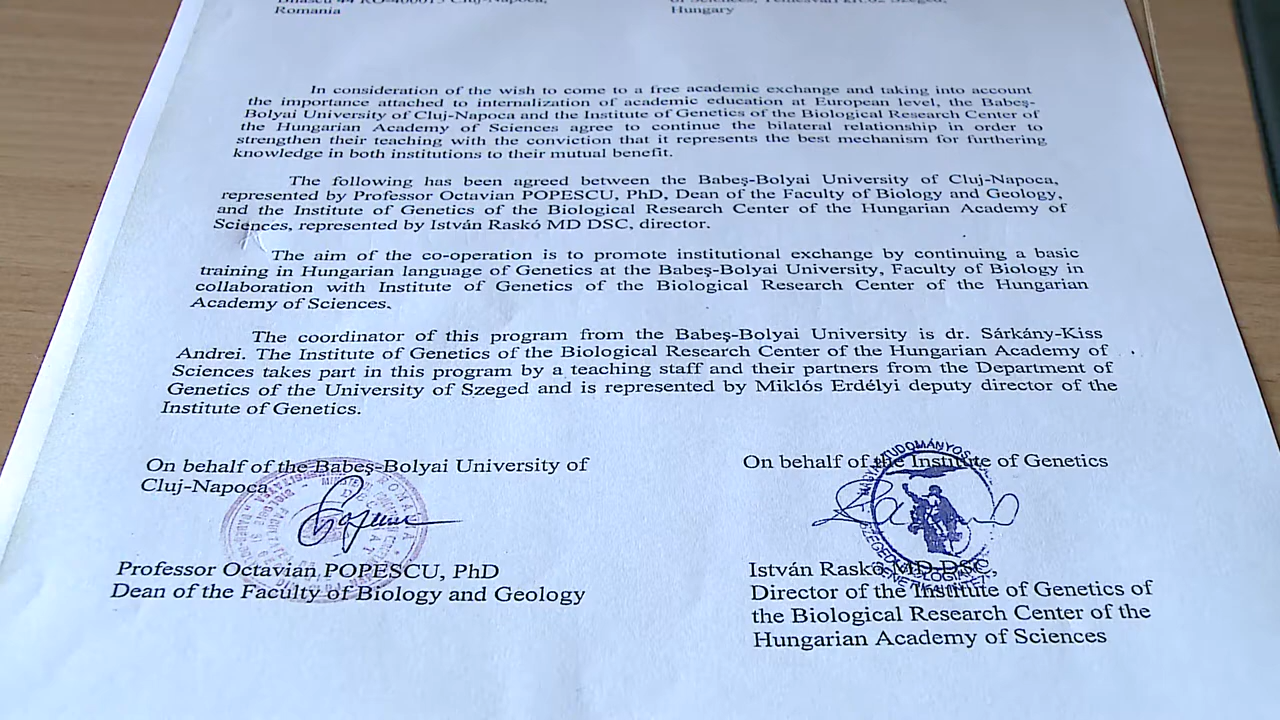 Romania
Hungary
In consideration of the wish to come to a free academic exchange and taking into account
the importance attached to internalization of academic education at European level, the Babeş-
Bolyai University of Cluj-Napoca and the Institute of Genetics of the Biological Research Center of
the Hungarian Academy of Sciences agree to continue the bilateral relationship in order to
strengthen their teaching with the conviction that it represents the best mechanism for furthering
knowledge in both institutions to their mutual benefit.
The following has been agreed between the Babeş-Bolyai University of Cluj-Napoca,
represented by Professor Octavian POPESCU, PhD, Dean of the Faculty of Biology and Geology,
and the Institute of Genetics of the Biological Research Center of the Hungarian Academy of
Sciences, represented by István Raskó MD DSC, director.
The aim of the co-operation is to promote institutional exchange by continuing a basic
training in Hungarian language of Genetics at the Babeş-Bolyai University, Faculty of Biology in
collaboration with Institute of Genetics of the Biological Research Center of the Hungarian
Academy of Sciences.
The coordinator of this program from the Babeş-Bolyai University is dr. Sárkány-Kiss
Andrei. The Institute of Genetics of the Biological Research Center of the Hungarian Academy of
Sciences takes part in this program by a teaching staff and their partners from the Department of
Genetics of the University of Szeged and is represented by Miklós Erdélyi deputy director of the
Institute of Genetics.
On behalf of the Babeş-Bolyai University of
Cluj-Napoca
Professor Octavian POPESCU, PhD
Dean of the Faculty of Biology and Geology
On behalf of the Institute of Genetics
István Raskó MD DSC,
Director of the Institute of Genetics of
the Biological Research Center of the
Hungarian Academy of Sciences